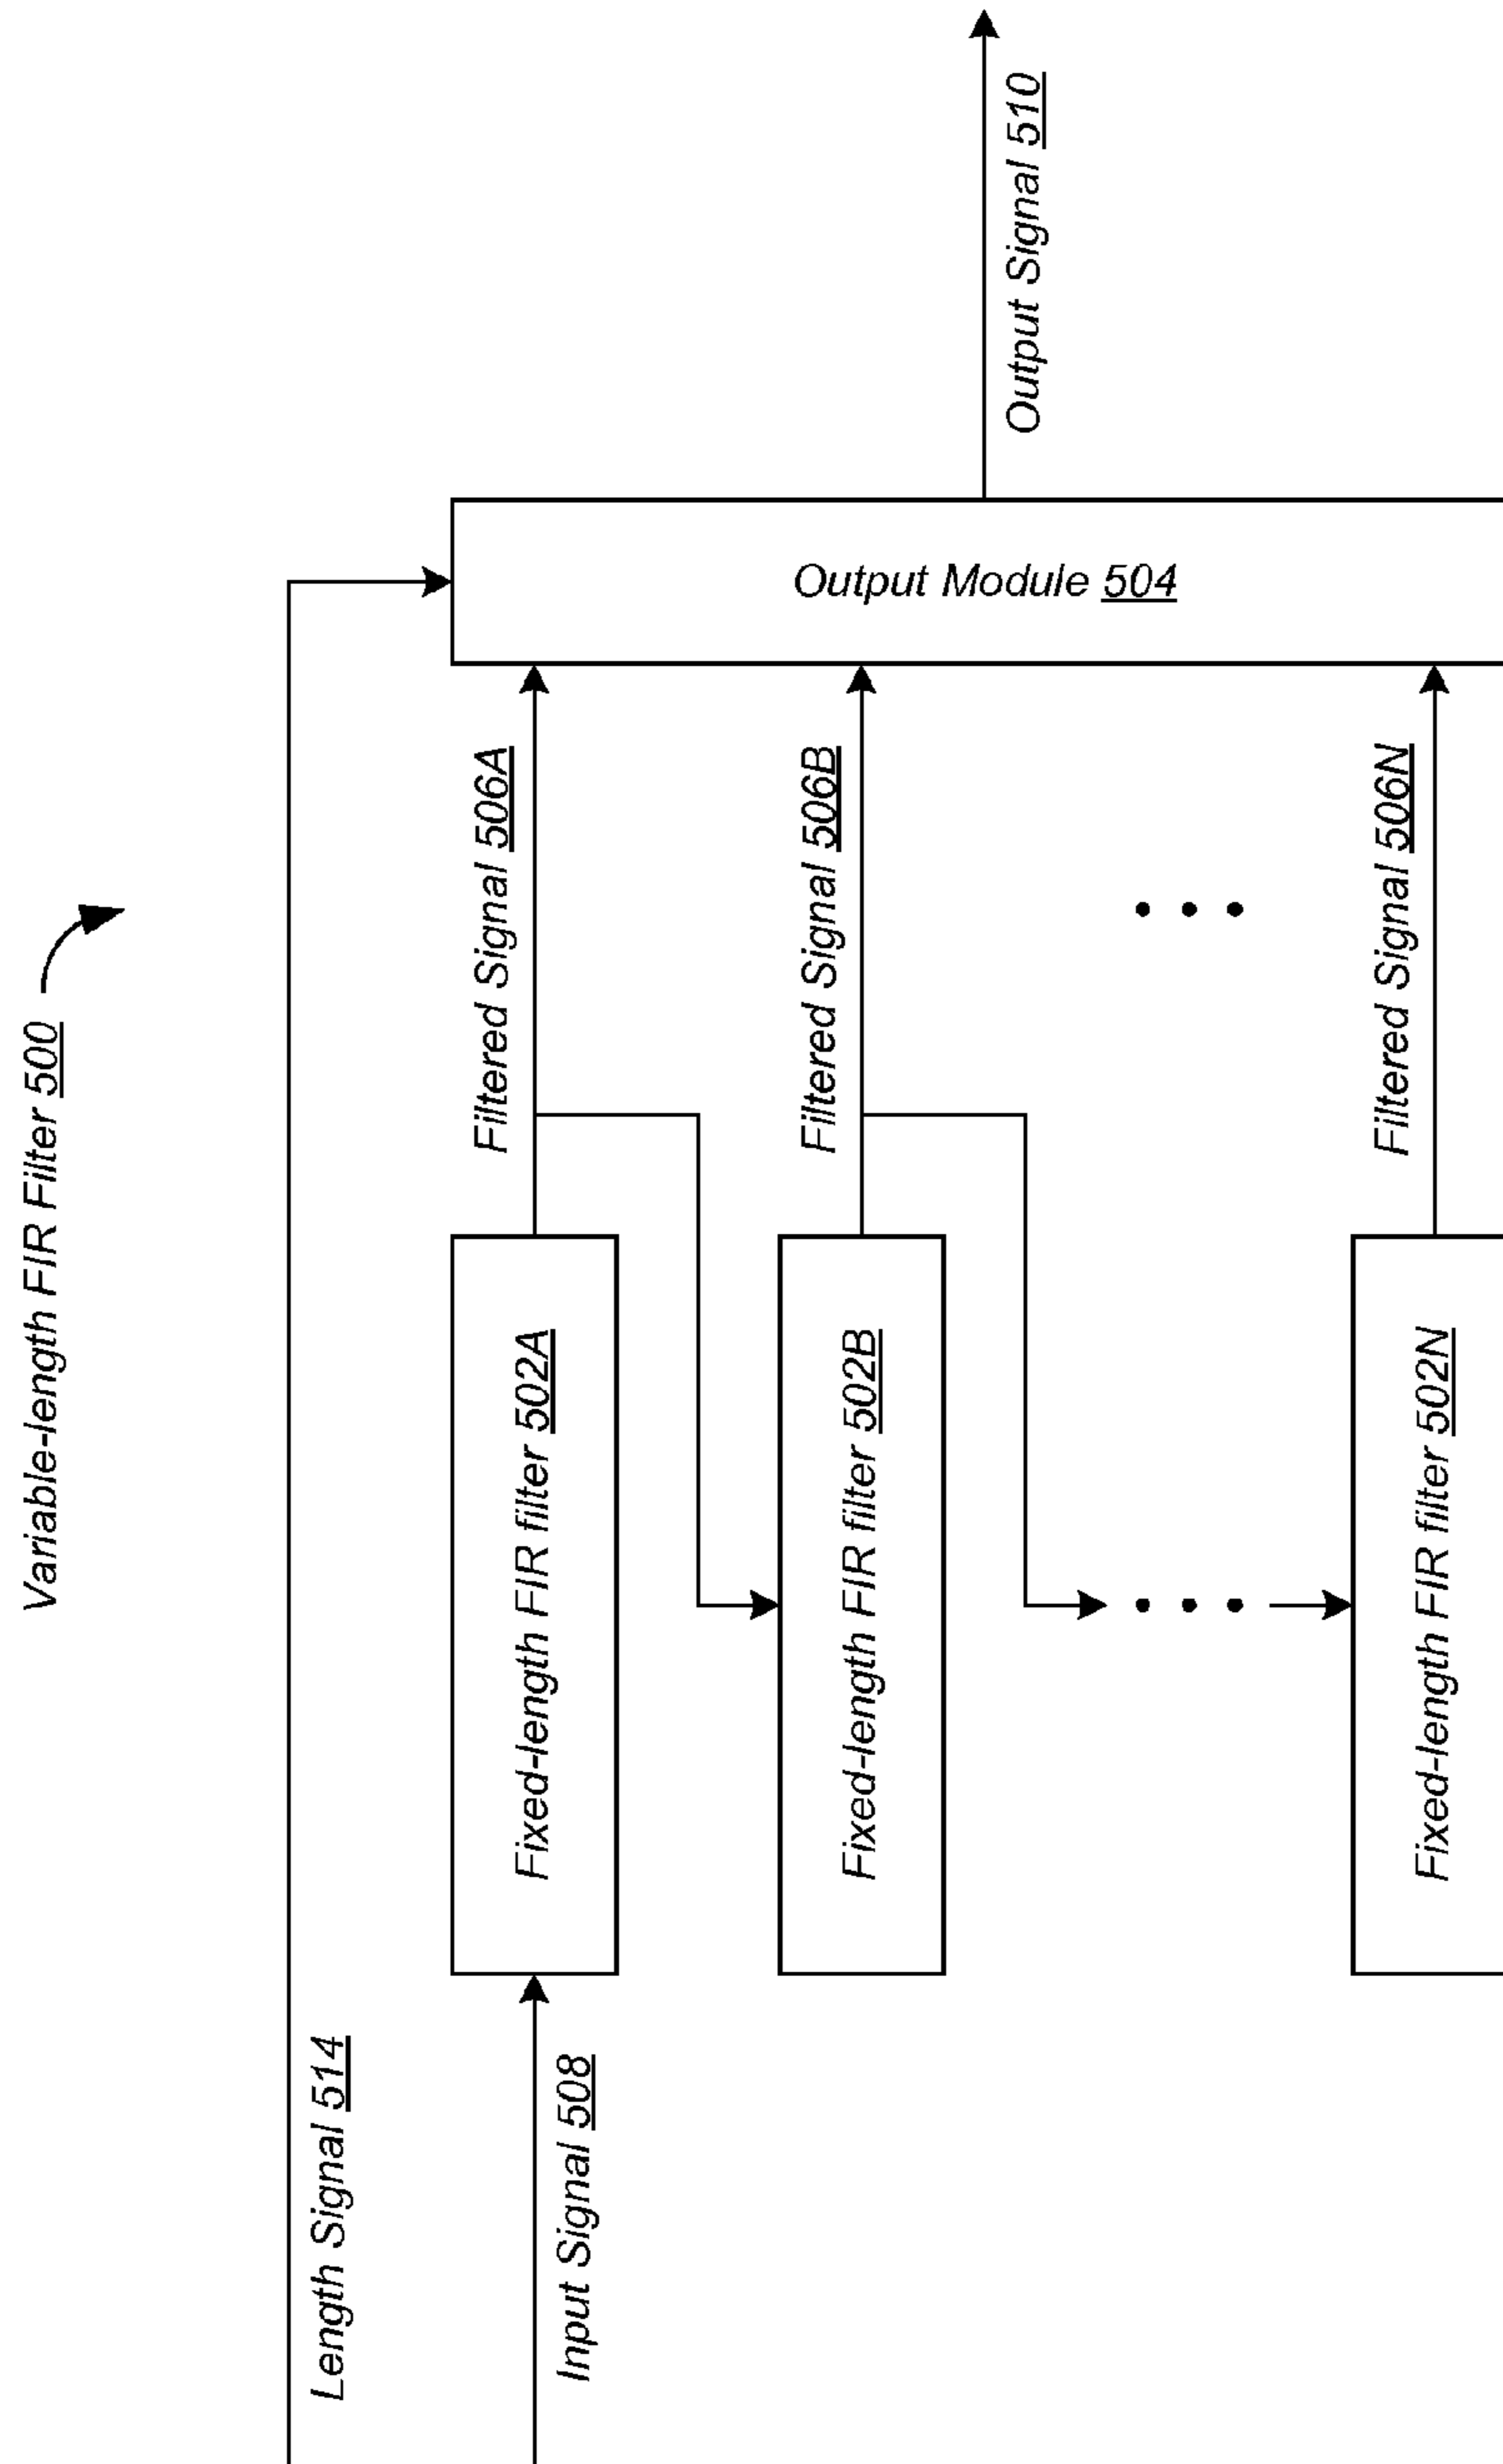 Variable-length FIR Filter 500
Length Signal 514
Input Signal 508
Fixed-length FIR filter 502A
Filtered Signal 506A
Fixed-length FIR filter 502B
Filtered Signal 506B
Fixed-length FIR filter 502N
Filtered Signal 506N
Output Module 504
Output Signal 510